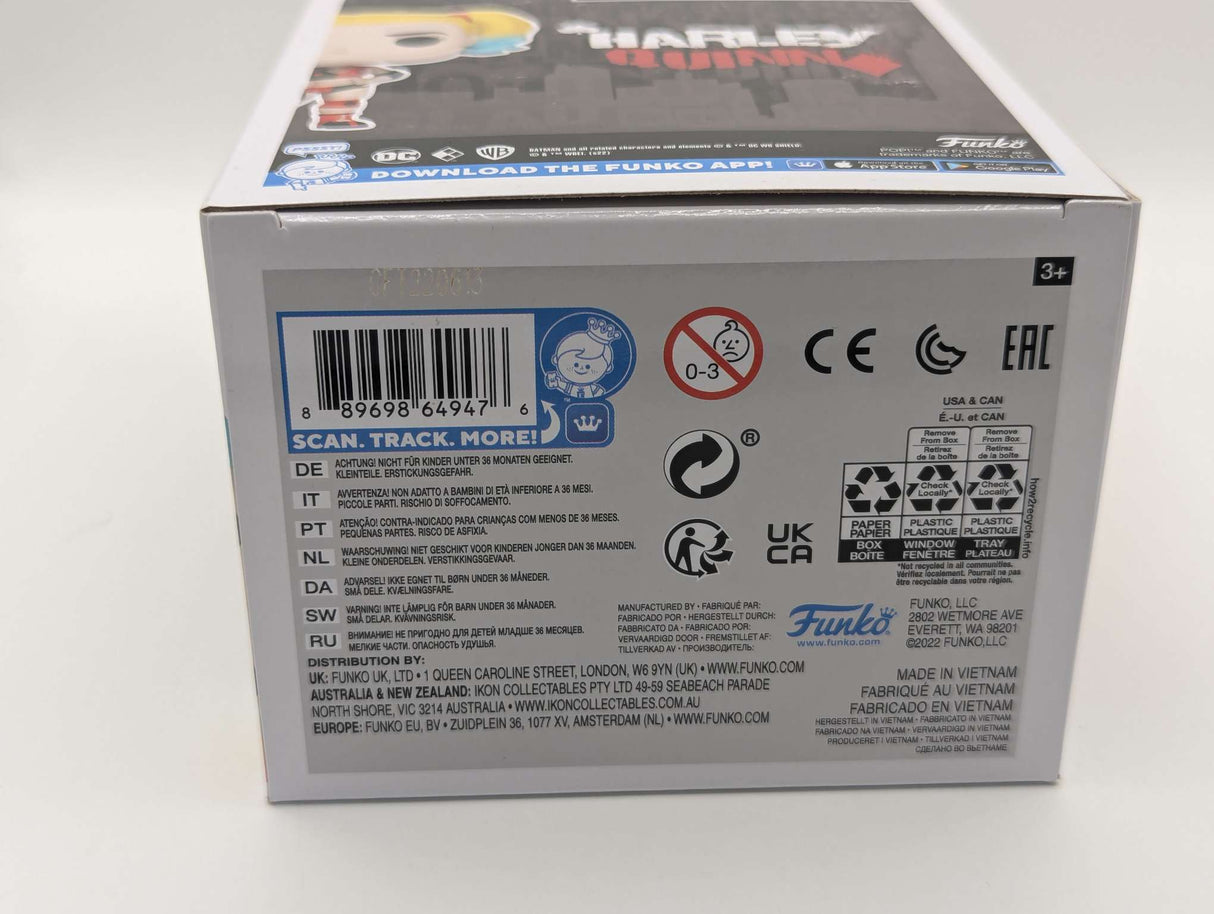 HARLEY
QUINN
PSSST!
DC
WB
BATMAN and all related characters and elements © & ™ DC. WB SHIELD:
© & ™ WBEI. (s22)
Funko
POP!™ and FUNKO™ are
trademarks of Funko, LLC
DOWNLOAD THE FUNKO APP!
Download on the
App Store
Google Play
3+
8 89698 64947 6
™
SCAN. TRACK. MORE!
0-3
CE
EAC
®
UK
CA
USA & CAN
É.-U. et CAN
Remove From Box
Retirez de la boîte
Remove From Box
Retirez de la boîte
Check Locally*
Check Locally*
PAPER
PAPIER
PLASTIC
PLASTIQUE
PLASTIC
PLASTIQUE
BOX
BOÎTE
WINDOW
FENÊTRE
TRAY
PLATEAU
*Not recycled in all communities.
Vérifiez localement. Pourrait ne pas
être recyclable dans votre région.
how2recycle.info
DE ACHTUNG! NICHT FÜR KINDER UNTER 36 MONATEN GEEIGNET.
KLEINTEILE. ERSTICKUNGSGEFAHR.
IT AVVERTENZA! NON ADATTO A BAMBINI DI ETÀ INFERIORE A 36 MESI.
PICCOLE PARTI. RISCHIO DI SOFFOCAMENTO.
PT ATENÇÃO! CONTRA-INDICADO PARA CRIANÇAS COM MENOS DE 36 MESES.
PEQUENAS PARTES. RISCO DE ASFIXIA.
NL WAARSCHUWING! NIET GESCHIKT VOOR KINDEREN JONGER DAN 36 MAANDEN.
KLEINE ONDERDELEN. VERSTIKKINGSGEVAAR.
DA ADVARSEL! IKKE EGNET TIL BØRN UNDER 36 MÅNEDER.
SMÅ DELE. KVÆLNINGSFARE.
SW VARNING! INTE LÄMPLIG FÖR BARN UNDER 36 MÅNADER.
SMÅ DELAR. KVÄVNINGSRISK.
RU ВНИМАНИЕ! НЕ ПРИГОДНО ДЛЯ ДЕТЕЙ МЛАДШЕ 36 МЕСЯЦЕВ.
МЕЛКИЕ ЧАСТИ. ОПАСНОСТЬ УДУШЬЯ.
MANUFACTURED BY • FABRIQUÉ PAR:
FABRICADO POR • HERGESTELLT DURCH:
FABBRICATO DA • FABRICADO POR:
VERVAARDIGD DOOR • FREMSTILLET AF:
TILLVERKAD AV • ПРОИЗВОДИТЕЛЬ:
Funko
www.funko.com
FUNKO, LLC
2802 WETMORE AVE
EVERETT, WA 98201
©2022 FUNKO,LLC
DISTRIBUTION BY:
UK: FUNKO UK, LTD • 1 QUEEN CAROLINE STREET, LONDON, W6 9YN (UK) • WWW.FUNKO.COM
AUSTRALIA & NEW ZEALAND: IKON COLLECTABLES PTY LTD 49-59 SEABEACH PARADE
NORTH SHORE, VIC 3214 AUSTRALIA • WWW.IKONCOLLECTABLES.COM.AU
EUROPE: FUNKO EU, BV • ZUIDPLEIN 36, 1077 XV, AMSTERDAM (NL) • WWW.FUNKO.COM
MADE IN VIETNAM
FABRIQUÉ AU VIETNAM
FABRICADO EN VIETNAM
HERGESTELLT IN VIETNAM • FABBRICATO IN VIETNAM
FABRICADO NA VIETNAM • VERVAARDIGD IN VIETNAM
PRODUCERET I VIETNAM • TILLVERKAD I VIETNAM
СДЕЛАНО ВО ВЬЕТНАМЕ